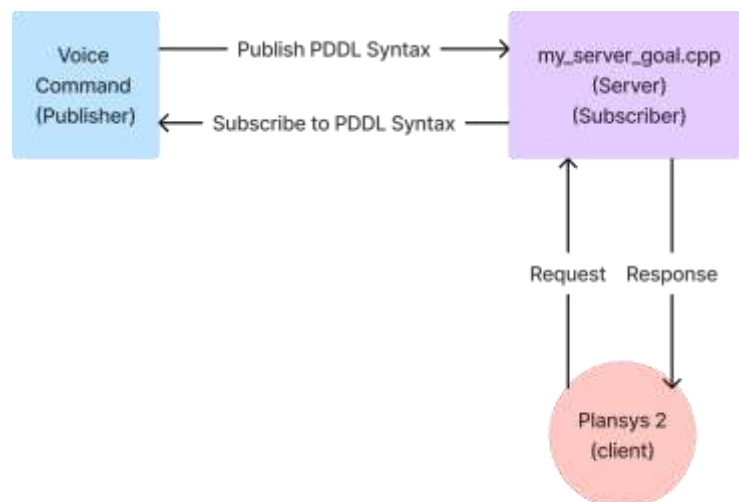 Voice
Command
(Publisher)
Publish PDDL Syntax
Subscribe to PDDL Syntax
my_server_goal.cpp
(Server)
(Subscriber)
Request
Response
Plansys 2
(client)